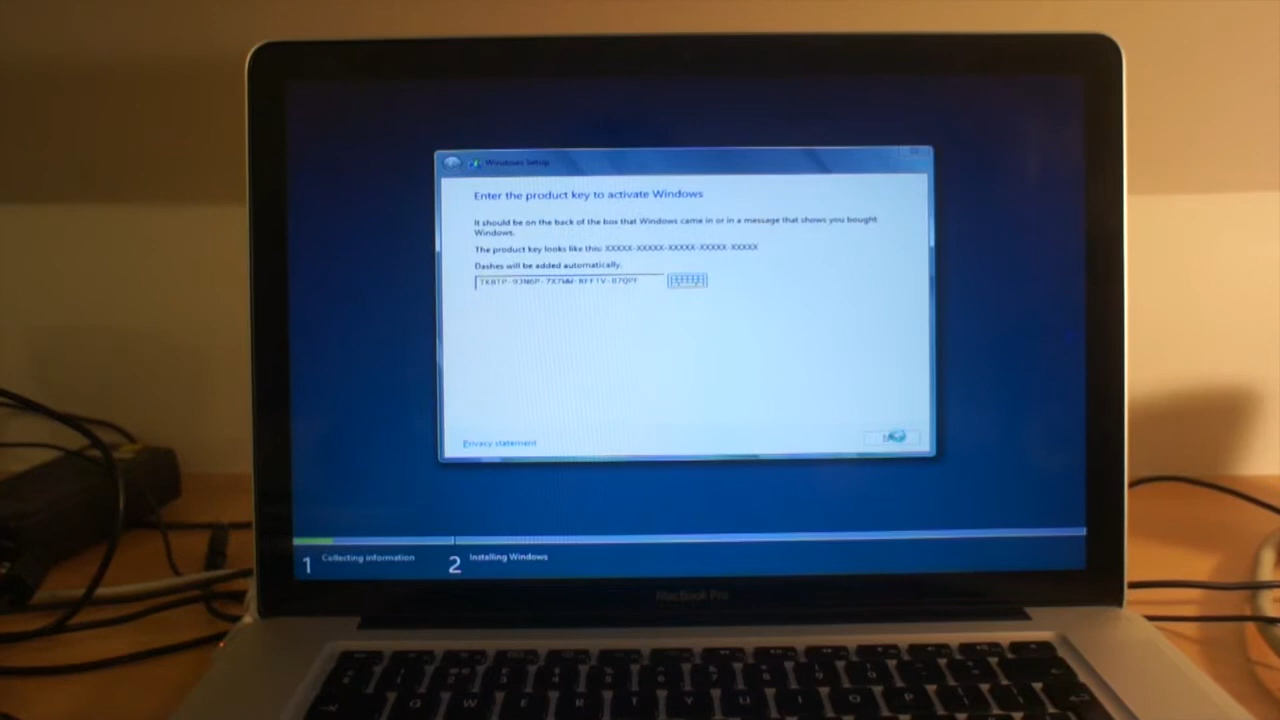 Windows Setup
Enter the product key to activate Windows
It should be on the back of the box that Windows came in or in a message that shows you bought
Windows.
The product key looks like this: XXXXX-XXXXX-XXXXX-XXXXX-XXXXX
Dashes will be added automatically.
Privacy statement
1 Collecting information
2 Installing Windows
MacBook Pro
Q W E R T Y U I O P